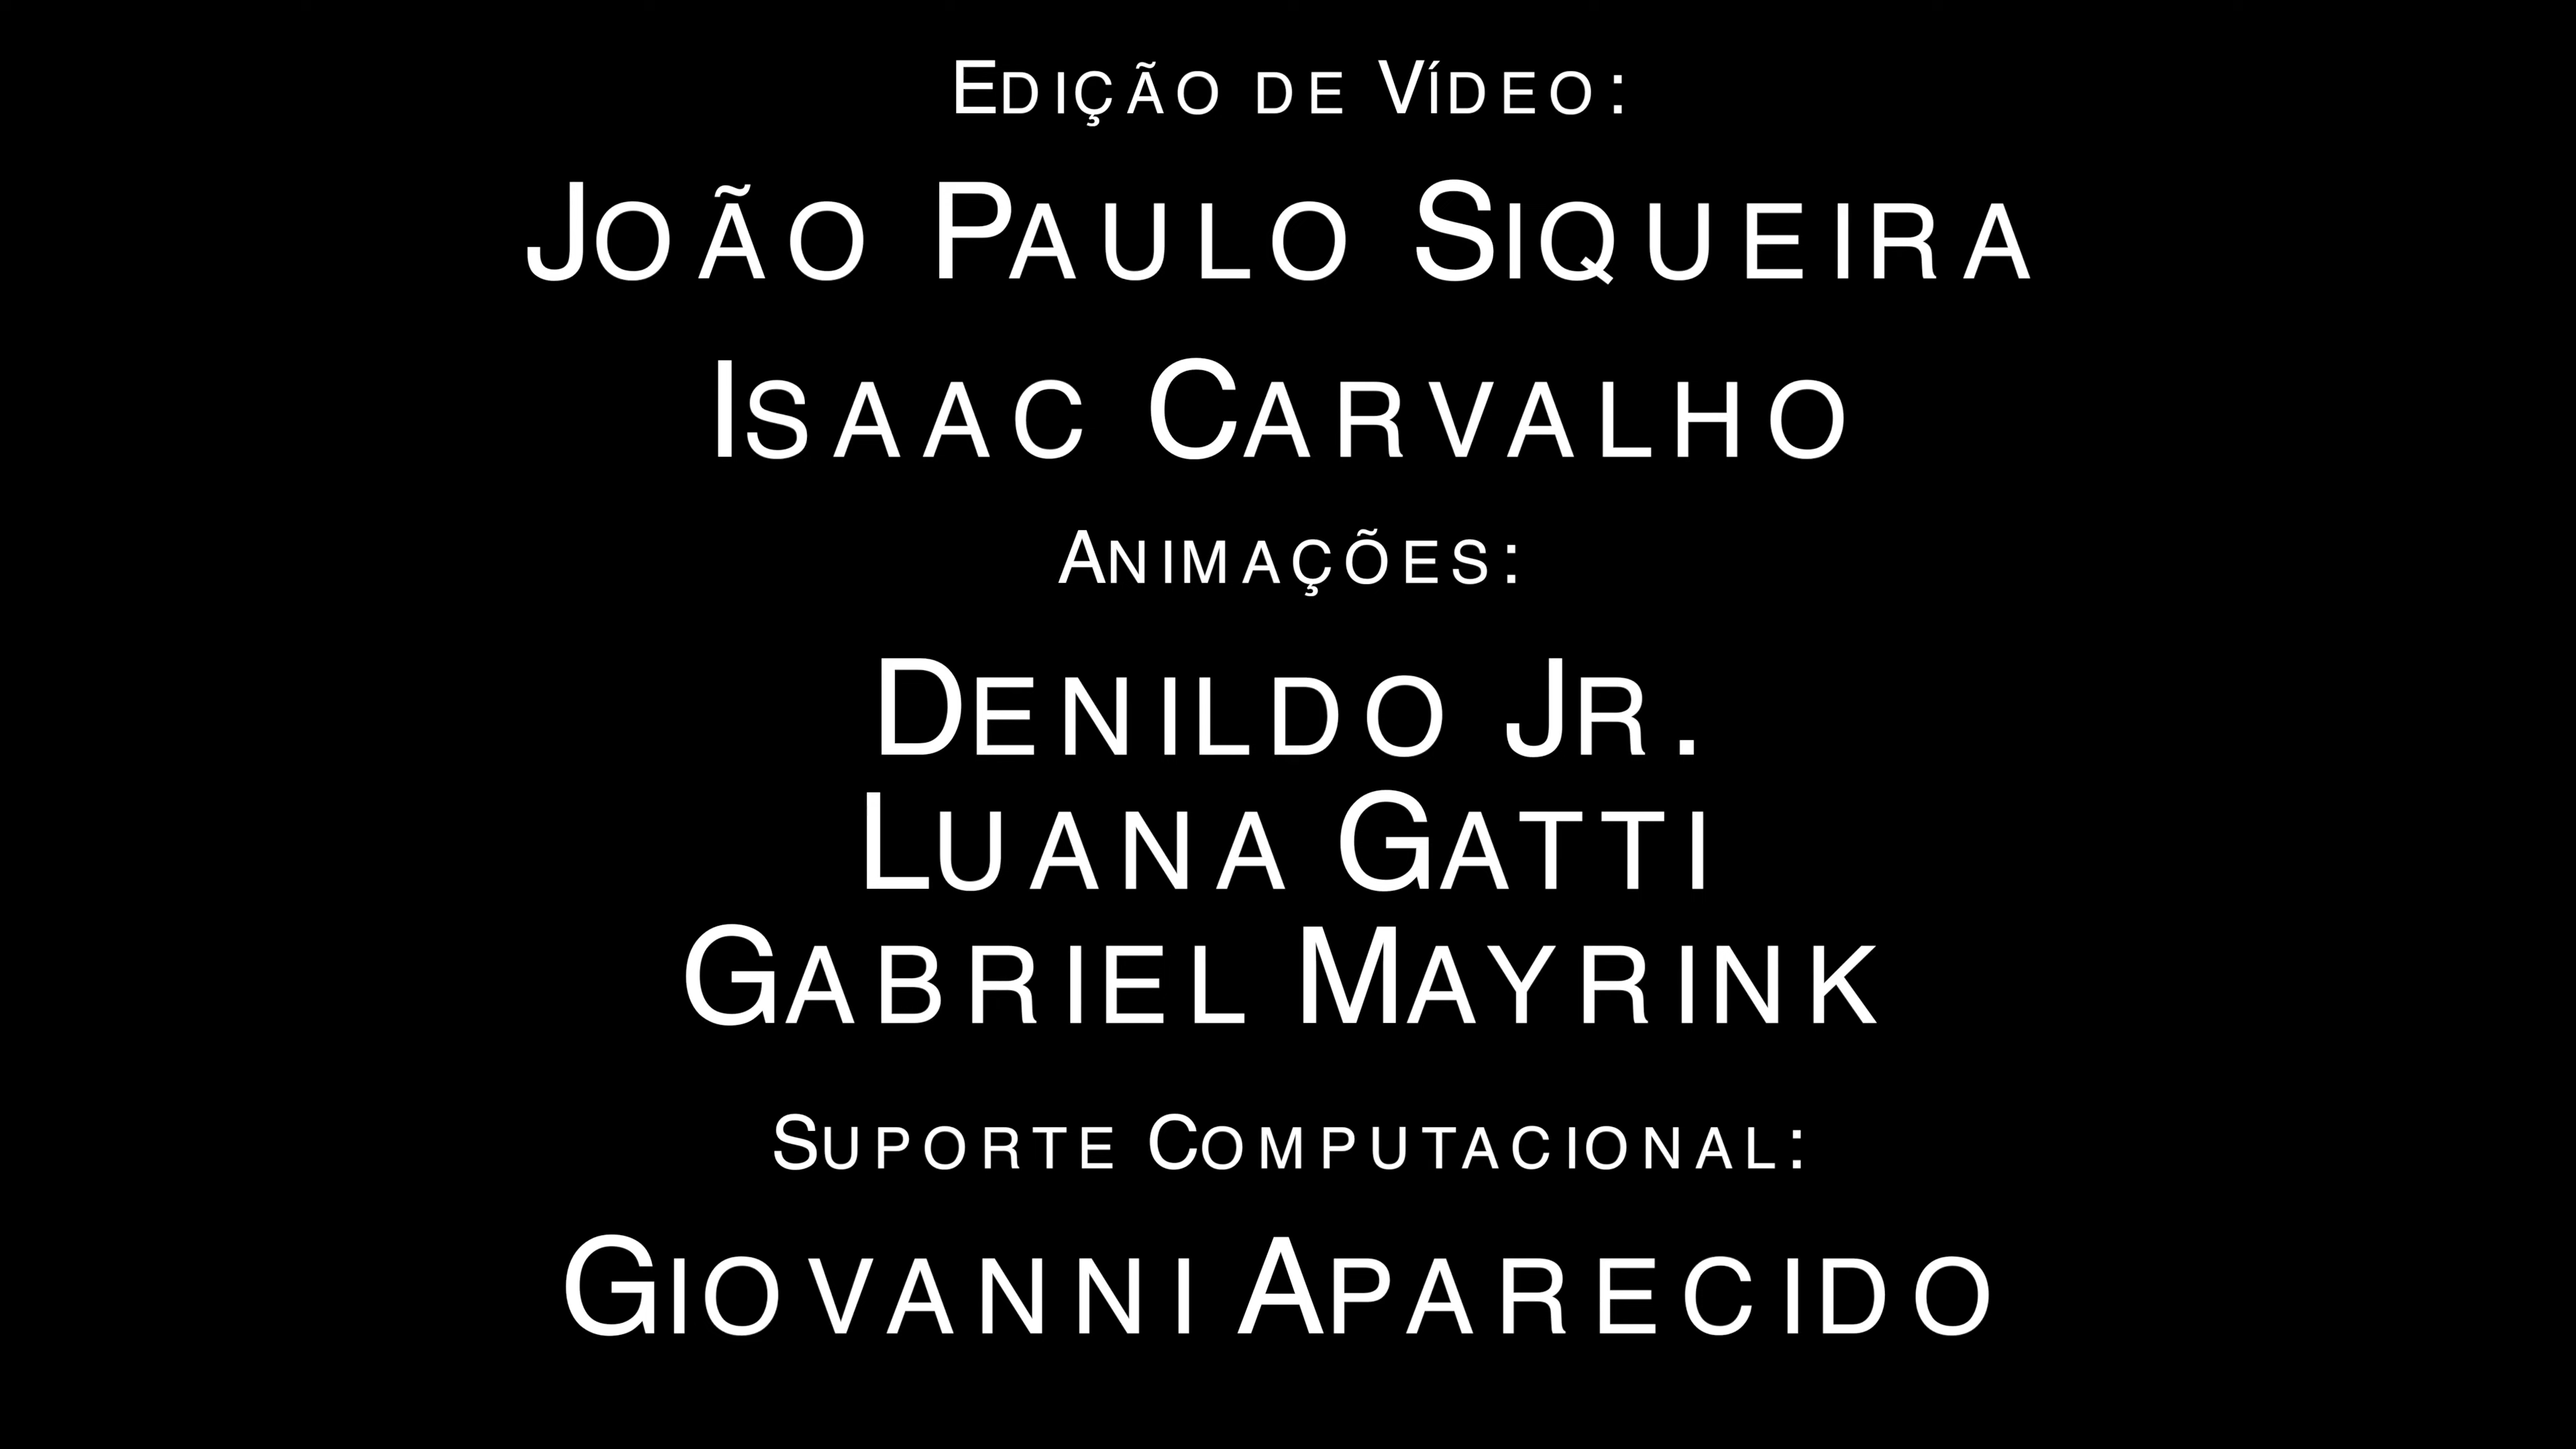 Edição de Vídeo:
João Paulo Siqueira
Isaac Carvalho
Animações:
Denildo Jr.
Luana Gatti
Gabriel Mayrink
Suporte Computacional:
Giovanni Aparecido